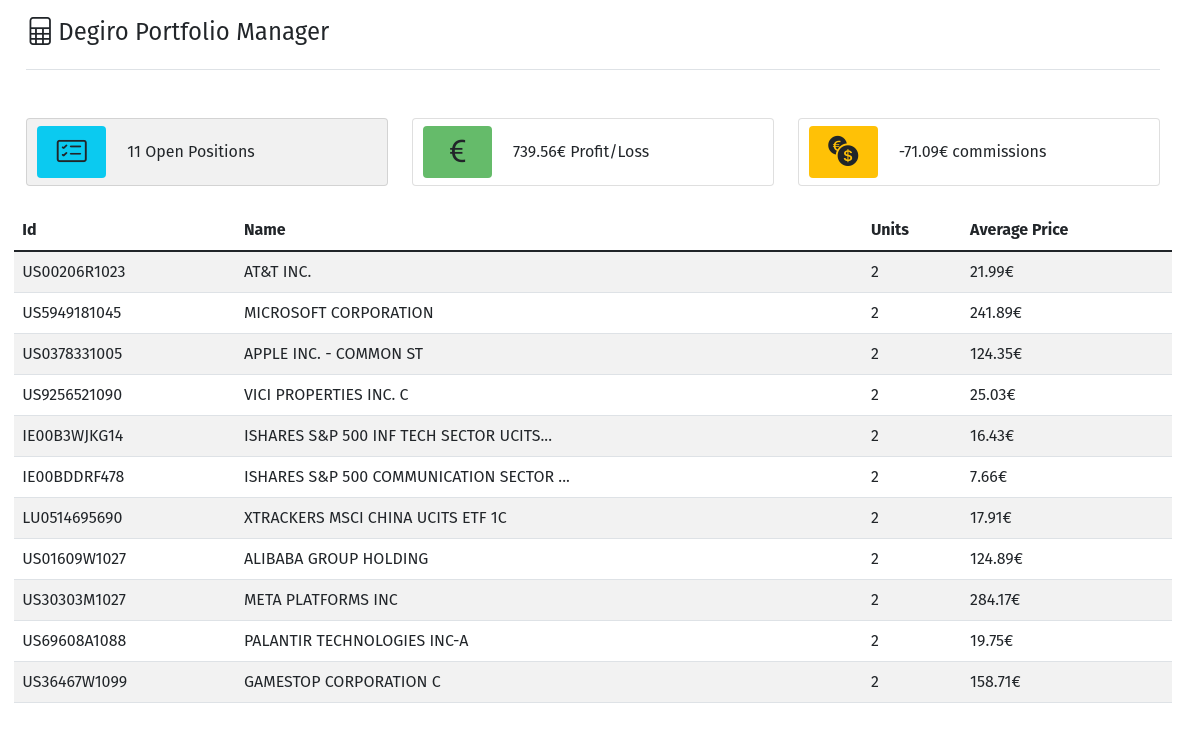 Degiro Portfolio Manager
11 Open Positions
739.56€ Profit/Loss
-71.09€ commissions
Id Name Units Average Price
US00206R1023 AT&T INC. 2 21.99€
US5949181045 MICROSOFT CORPORATION 2 241.89€
US0378331005 APPLE INC. - COMMON ST 2 124.35€
US9256521090 VICI PROPERTIES INC. C 2 25.03€
IE00B3WJKG14 ISHARES S&P 500 INF TECH SECTOR UCITS... 2 16.43€
IE00BDDRF478 ISHARES S&P 500 COMMUNICATION SECTOR ... 2 7.66€
LU0514695690 XTRACKERS MSCI CHINA UCITS ETF 1C 2 17.91€
US01609W1027 ALIBABA GROUP HOLDING 2 124.89€
US30303M1027 META PLATFORMS INC 2 284.17€
US69608A1088 PALANTIR TECHNOLOGIES INC-A 2 19.75€
US36467W1099 GAMESTOP CORPORATION C 2 158.71€